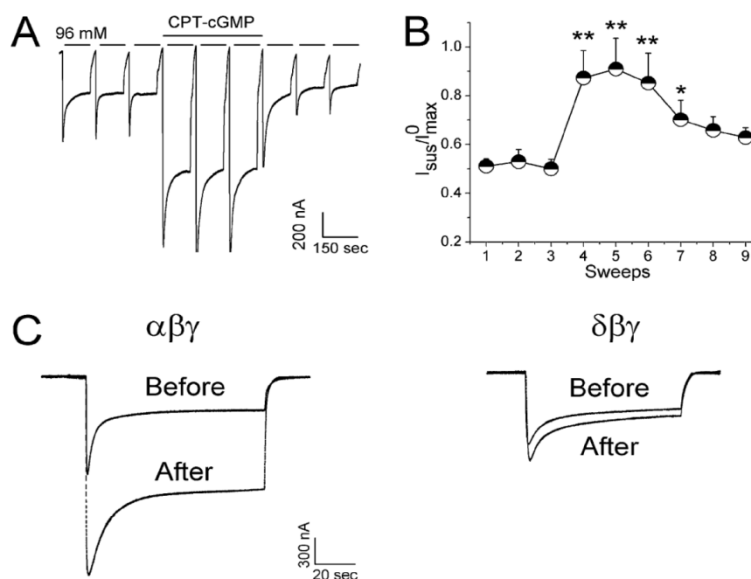 A
96 mM
CPT-cGMP
200 nA
150 sec
B
I_sus/I^0_max
1.0
0.8
0.6
0.4
0.2
**
**
**
*
1 2 3 4 5 6 7 8 9
Sweeps
C
αβγ
Before
After
300 nA
20 sec
δβγ
Before
After